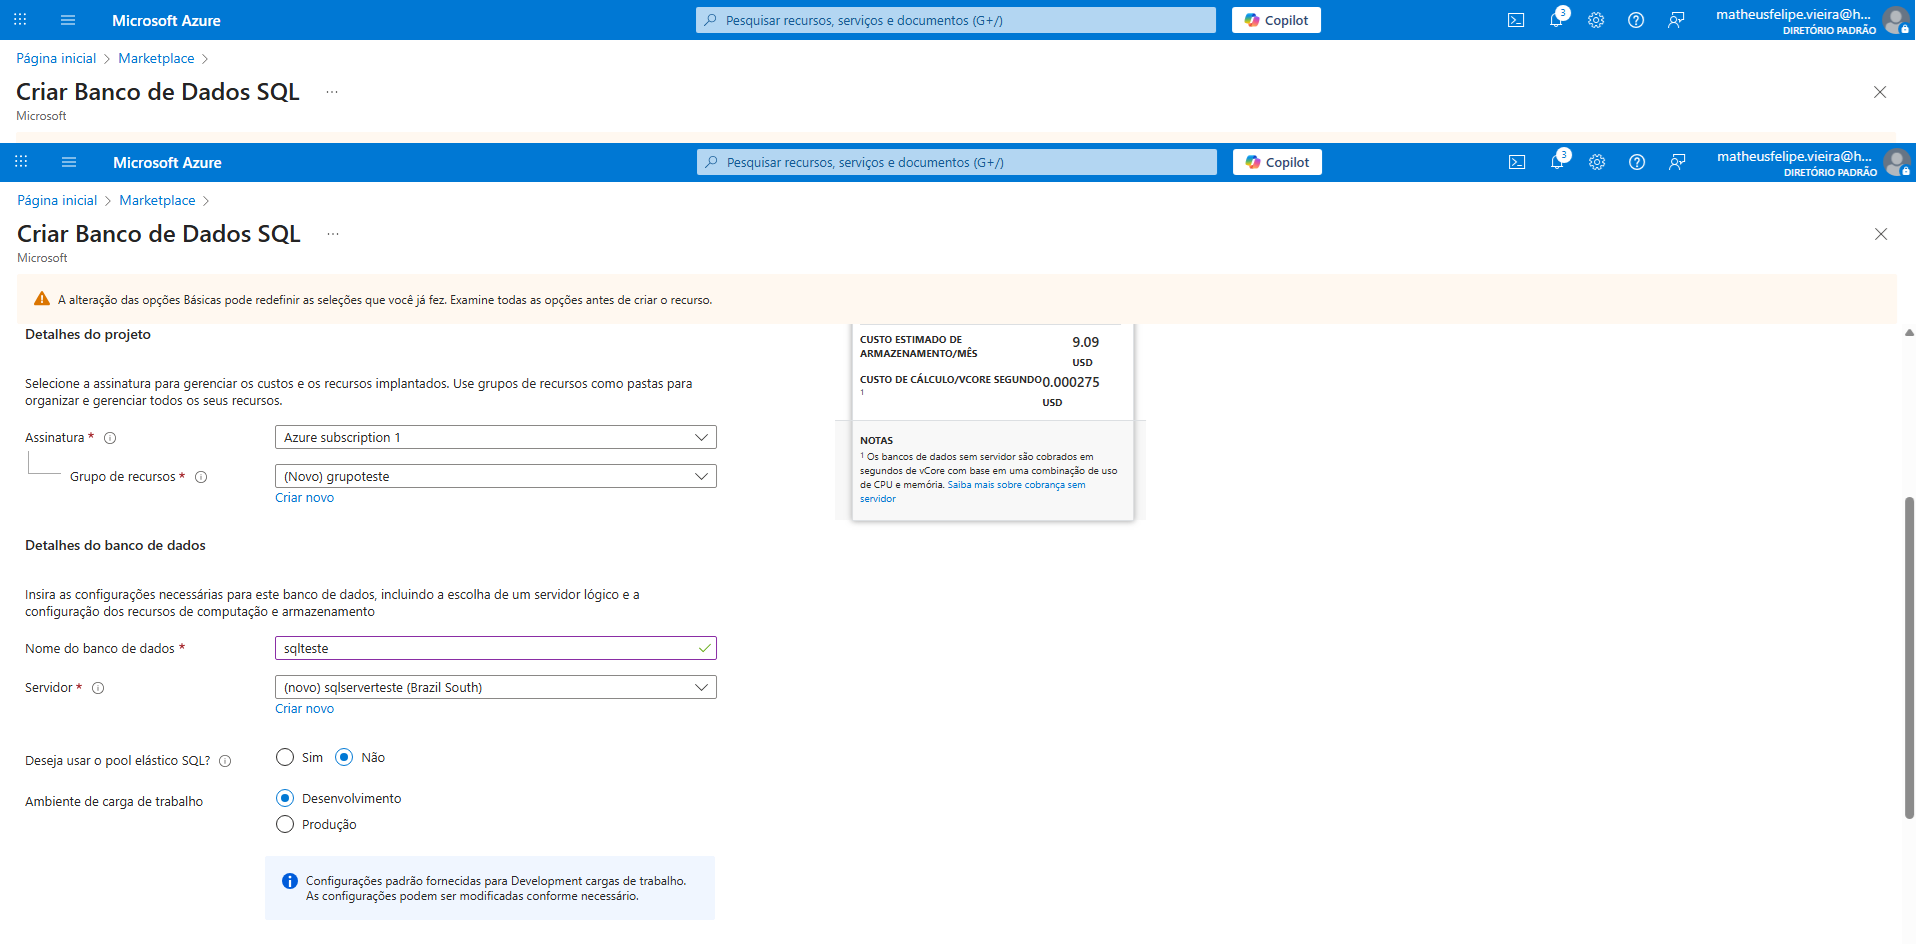 Microsoft Azure
Pesquisar recursos, serviços e documentos (G+/)
Copilot
3
matheusfelipe.vieira@h...
DIRETÓRIO PADRÃO
Página inicial > Marketplace >
Criar Banco de Dados SQL ...
Microsoft
Microsoft Azure
Pesquisar recursos, serviços e documentos (G+/)
Copilot
3
matheusfelipe.vieira@h...
DIRETÓRIO PADRÃO
Página inicial > Marketplace >
Criar Banco de Dados SQL ...
Microsoft
A alteração das opções Básicas pode redefinir as seleções que você já fez. Examine todas as opções antes de criar o recurso.
Detalhes do projeto
Selecione a assinatura para gerenciar os custos e os recursos implantados. Use grupos de recursos como pastas para
organizar e gerenciar todos os seus recursos.
Assinatura *
Azure subscription 1
Grupo de recursos *
(Novo) grupoteste
Criar novo
Detalhes do banco de dados
Insira as configurações necessárias para este banco de dados, incluindo a escolha de um servidor lógico e a
configuração dos recursos de computação e armazenamento
Nome do banco de dados *
sqlteste
Servidor *
(novo) sqlserverteste (Brazil South)
Criar novo
Deseja usar o pool elástico SQL?
Sim
Não
Ambiente de carga de trabalho
Desenvolvimento
Produção
Configurações padrão fornecidas para Development cargas de trabalho.
As configurações podem ser modificadas conforme necessário.
CUSTO ESTIMADO DE
ARMAZENAMENTO/MÊS
9.09
USD
CUSTO DE CÁLCULO/VCORE SEGUNDO
1
0.000275
USD
NOTAS
1 Os bancos de dados sem servidor são cobrados em
segundos de vCore com base em uma combinação de uso
de CPU e memória. Saiba mais sobre cobrança sem
servidor